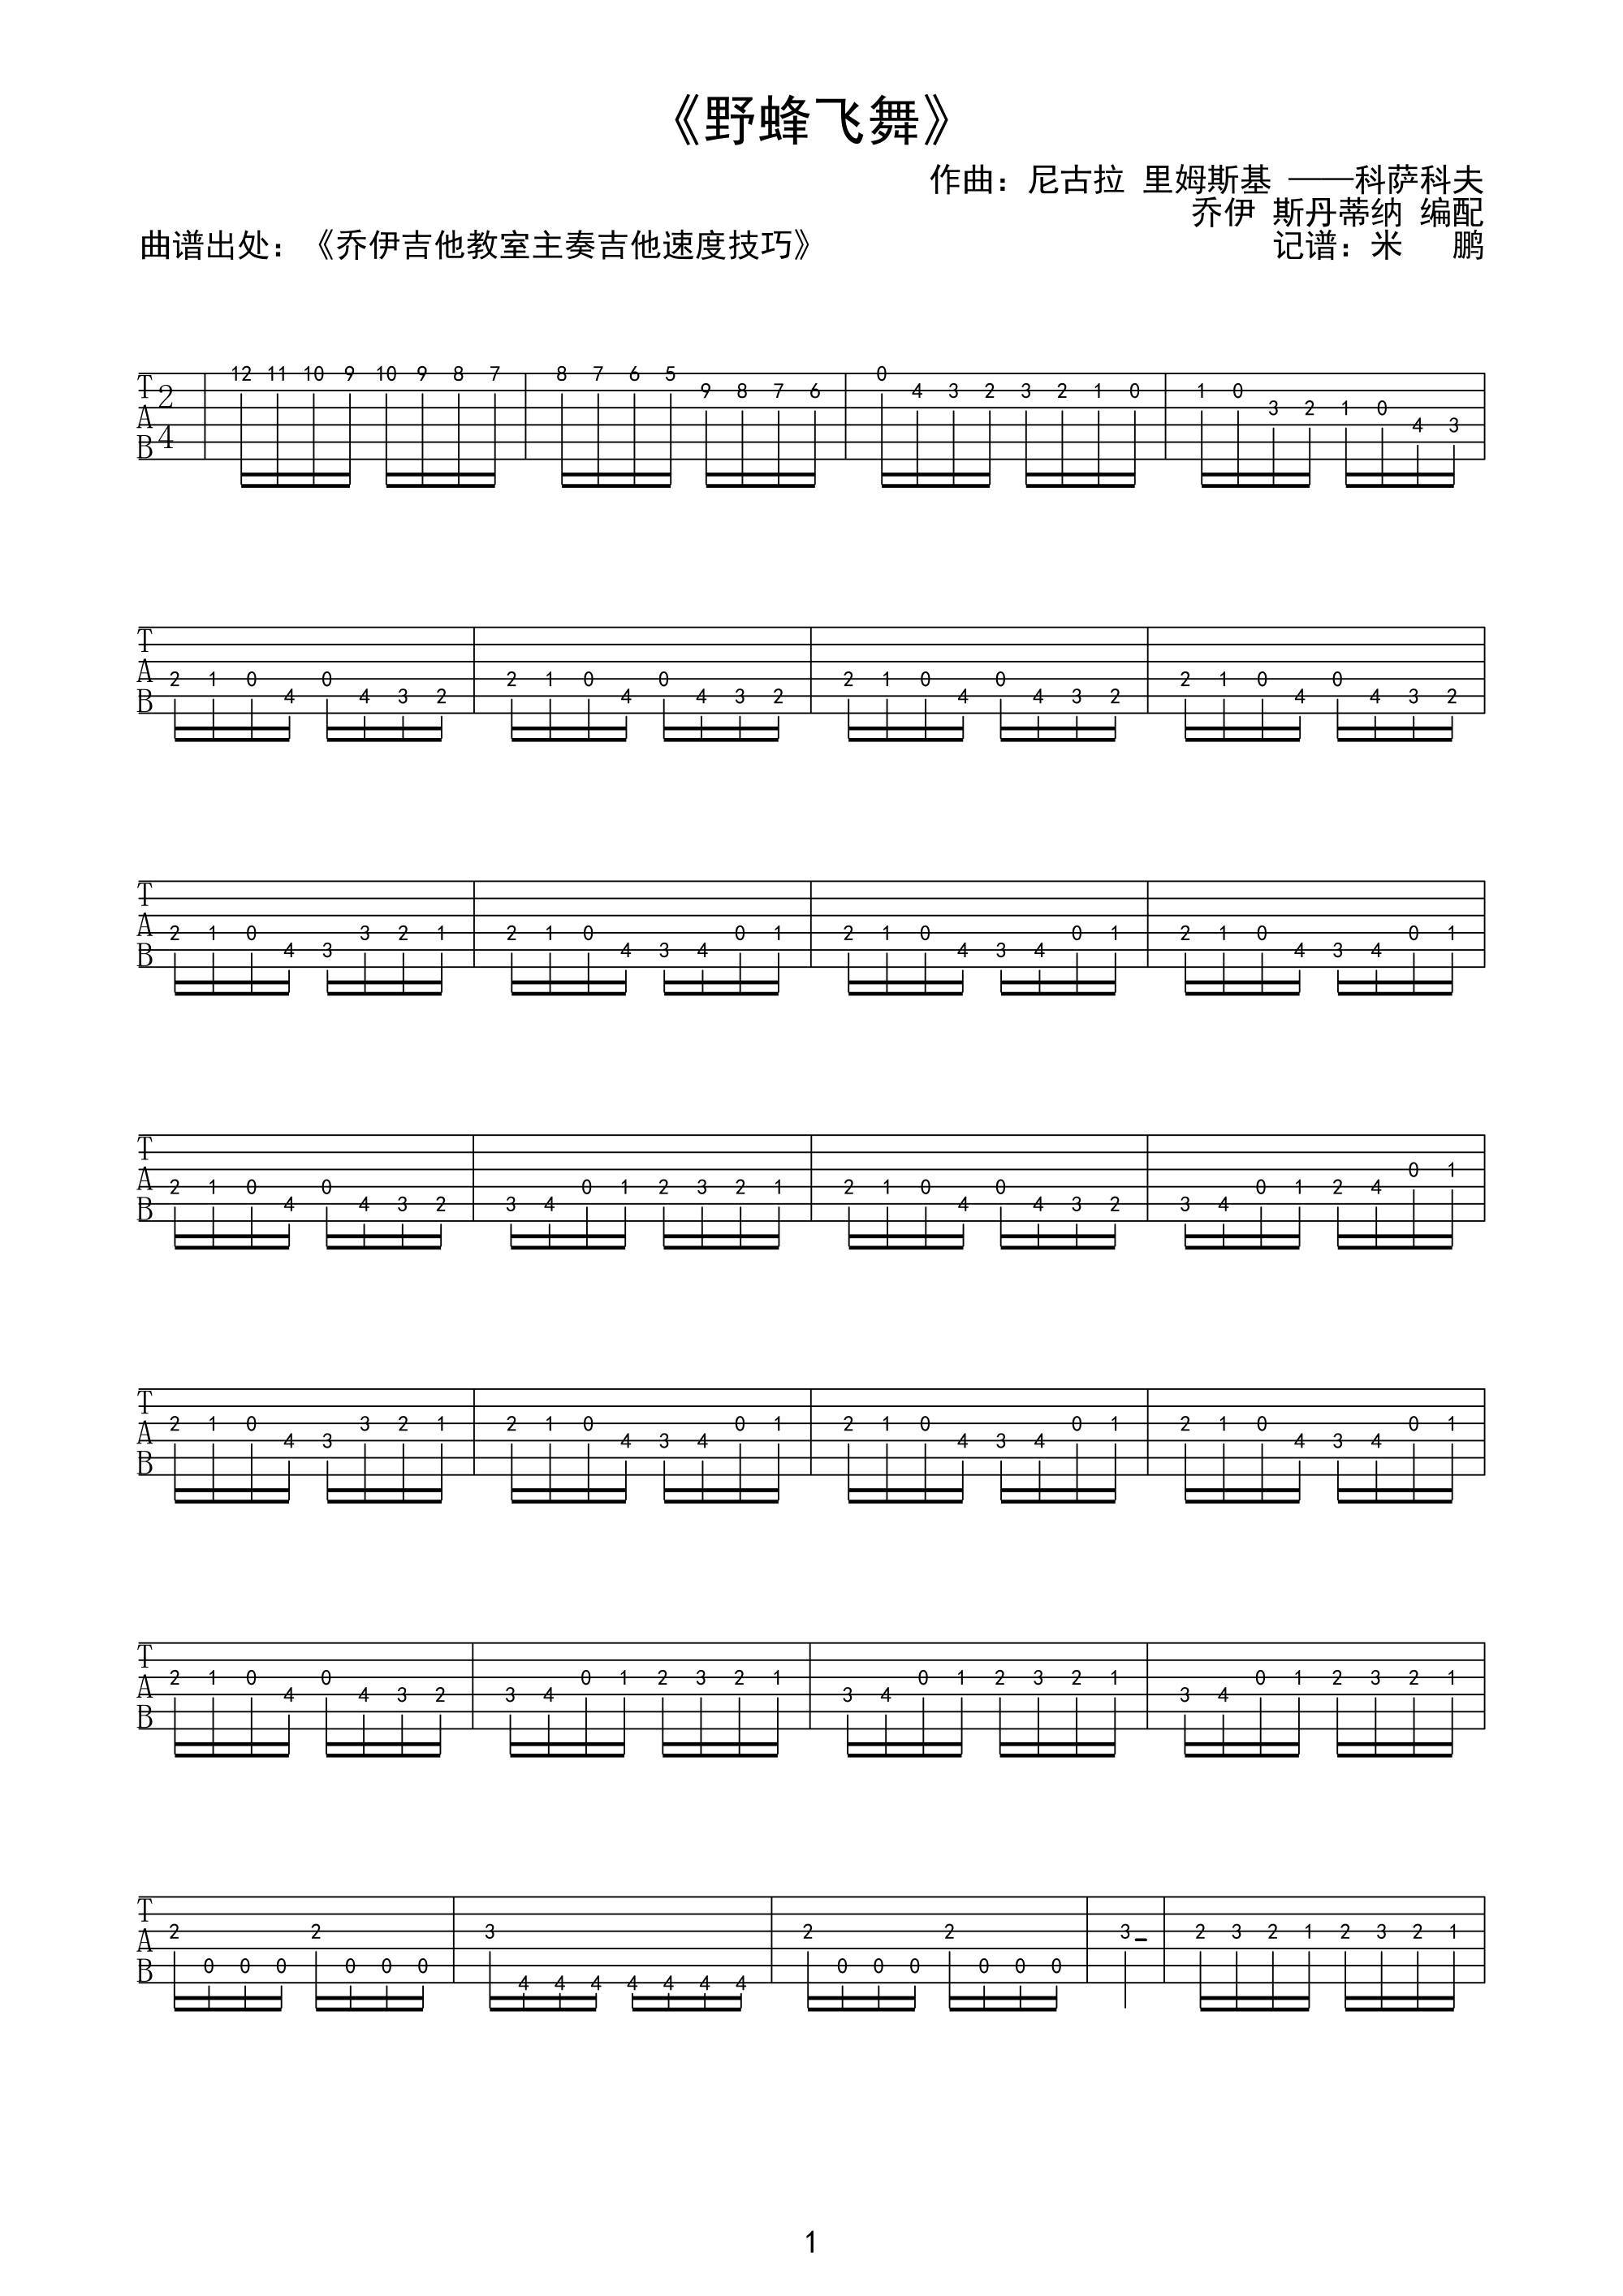 《野蜂飞舞》
作曲：尼古拉 里姆斯基 ——科萨科夫
乔伊 斯丹蒂纳 编配
曲谱出处：《乔伊吉他教室主奏吉他速度技巧》 记谱：米 鹏
T A B 2 4
12 11 10 9 10 9 8 7 8 7 6 5 9 8 7 6 0 4 3 2 3 2 1 0 1 0 3 2 1 0 4 3
T A B
2 1 0 4 0 4 3 2 2 1 0 4 0 4 3 2 2 1 0 4 0 4 3 2 2 1 0 4 0 4 3 2
T A B
2 1 0 4 3 3 2 1 2 1 0 4 3 4 0 1 2 1 0 4 3 4 0 1 2 1 0 4 3 4 0 1
T A B
2 1 0 4 0 4 3 2 3 4 0 1 2 3 2 1 2 1 0 4 0 4 3 2 3 4 0 1 2 4 0 1
T A B
2 1 0 4 3 3 2 1 2 1 0 4 3 4 0 1 2 1 0 4 3 4 0 1 2 1 0 4 3 4 0 1
T A B
2 1 0 4 0 4 3 2 3 4 0 1 2 3 2 1 3 4 0 1 2 3 2 1 3 4 0 1 2 3 2 1
T A B
2 0 0 0 2 0 0 0 3 4 4 4 4 4 4 4 2 0 0 0 2 0 0 0 3 - 2 3 2 1 2 3 2 1
1